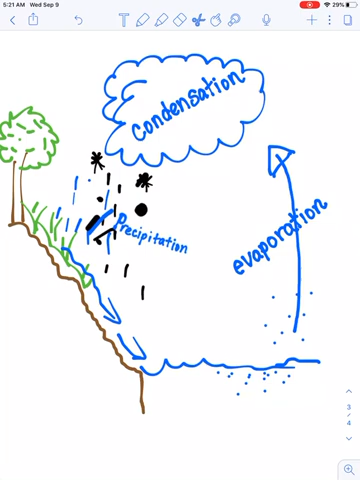 5:21 AM Wed Sep 9
29%
T
condensation
Precipitation
evaporation
3
4